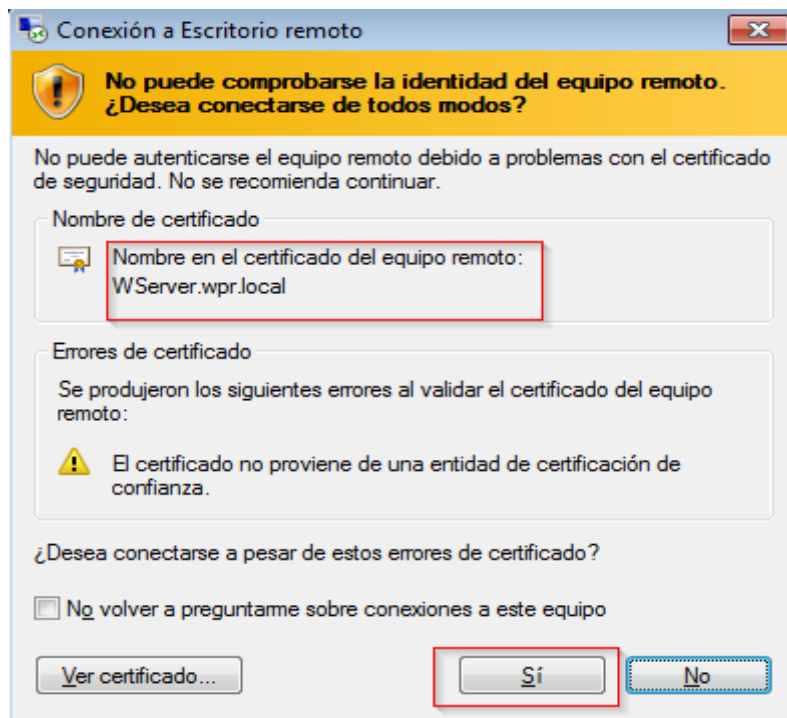 Conexión a Escritorio remoto
No puede comprobarse la identidad del equipo remoto.
¿Desea conectarse de todos modos?
No puede autenticarse el equipo remoto debido a problemas con el certificado
de seguridad. No se recomienda continuar.
Nombre de certificado
Nombre en el certificado del equipo remoto:
WServer.wpr.local
Errores de certificado
Se produjeron los siguientes errores al validar el certificado del equipo
remoto:
El certificado no proviene de una entidad de certificación de
confianza.
¿Desea conectarse a pesar de estos errores de certificado?
No volver a preguntarme sobre conexiones a este equipo
Ver certificado... Sí No